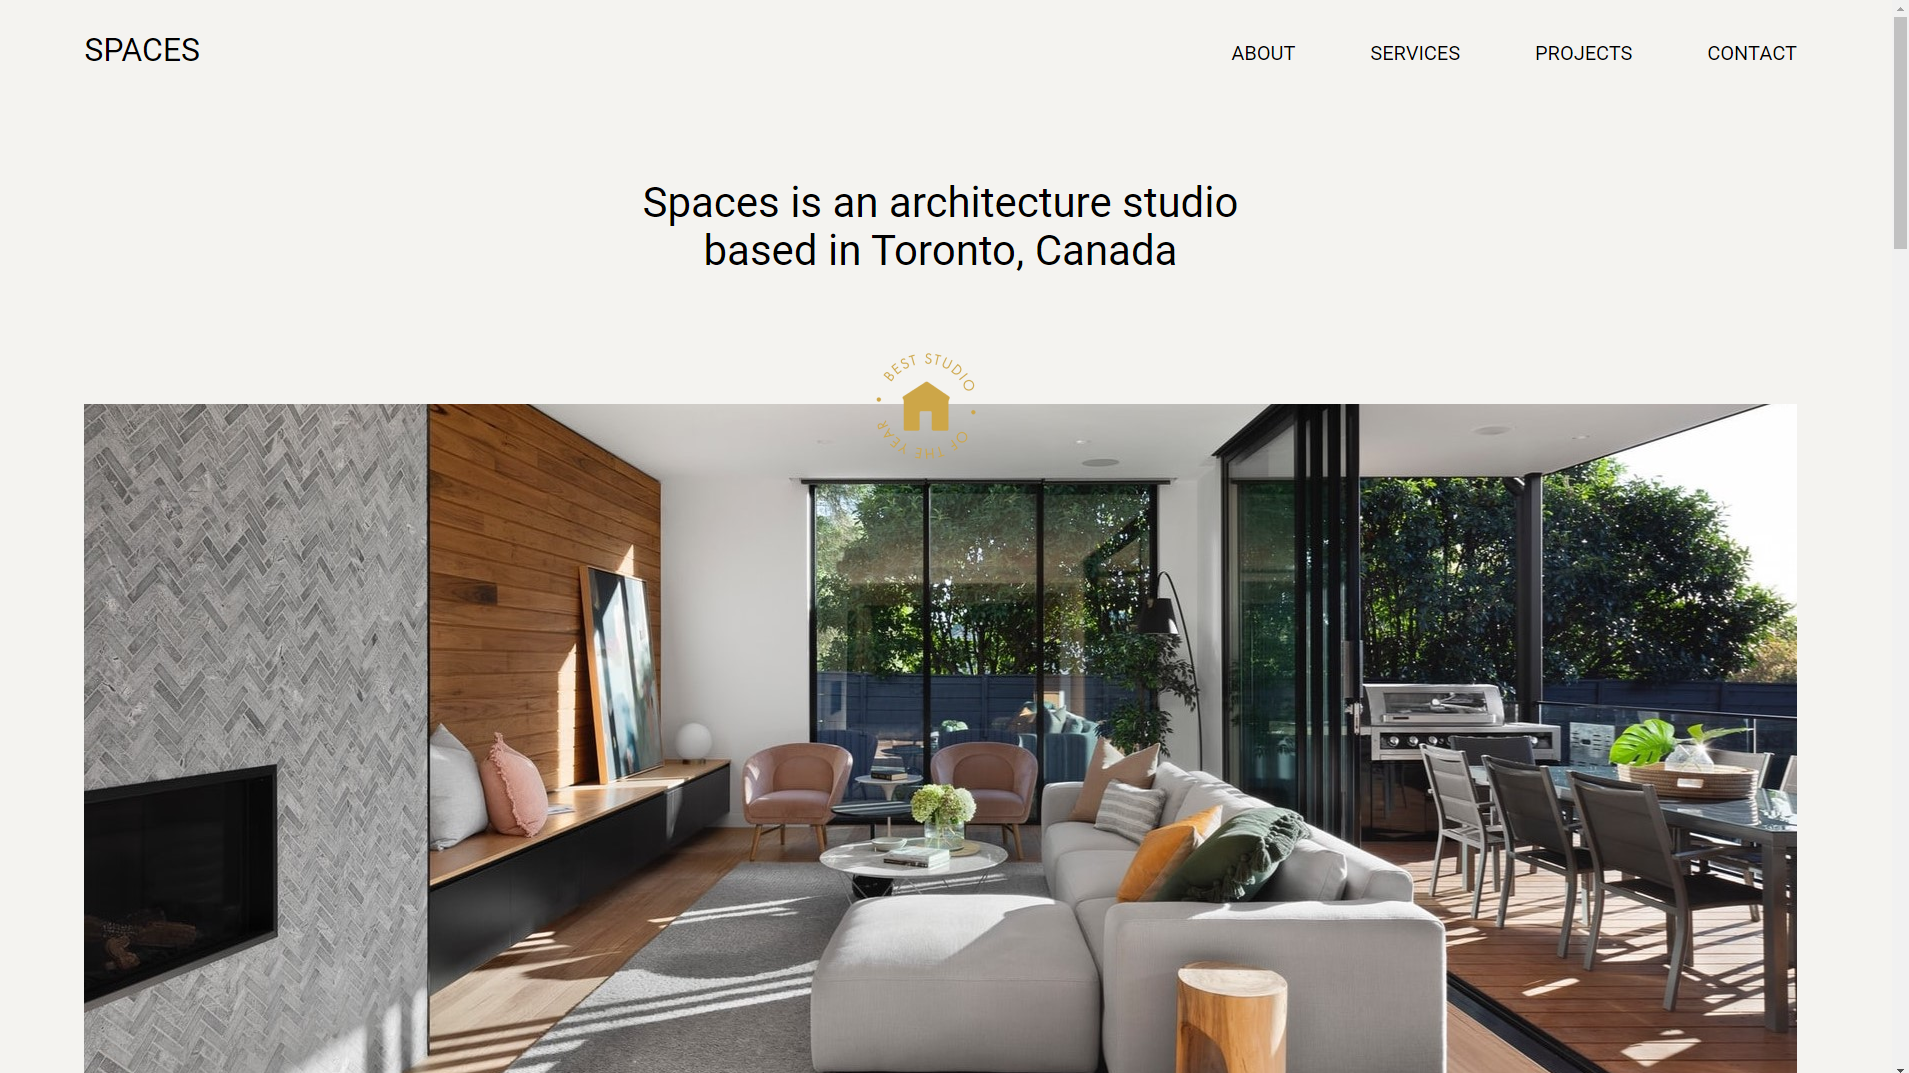 SPACES
ABOUT
SERVICES
PROJECTS
CONTACT
Spaces is an architecture studio
based in Toronto, Canada
BEST STUDIO
OF THE YEAR